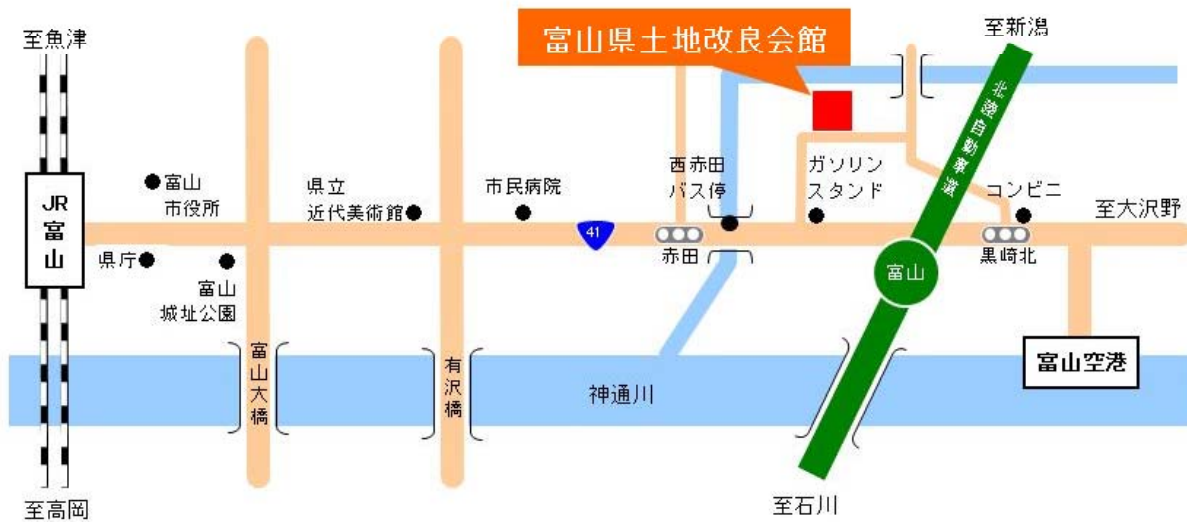 至魚津
富山県土地改良会館
至新潟
北陸自動車道
JR
富
山
富山
市役所
県立
近代美術館
市民病院
西赤田
バス停
ガソリン
スタンド
コンビニ
至大沢野
41
赤田
黒崎北
県庁
富山
城址公園
富山
富山大橋
有沢橋
神通川
富山空港
至高岡
至石川